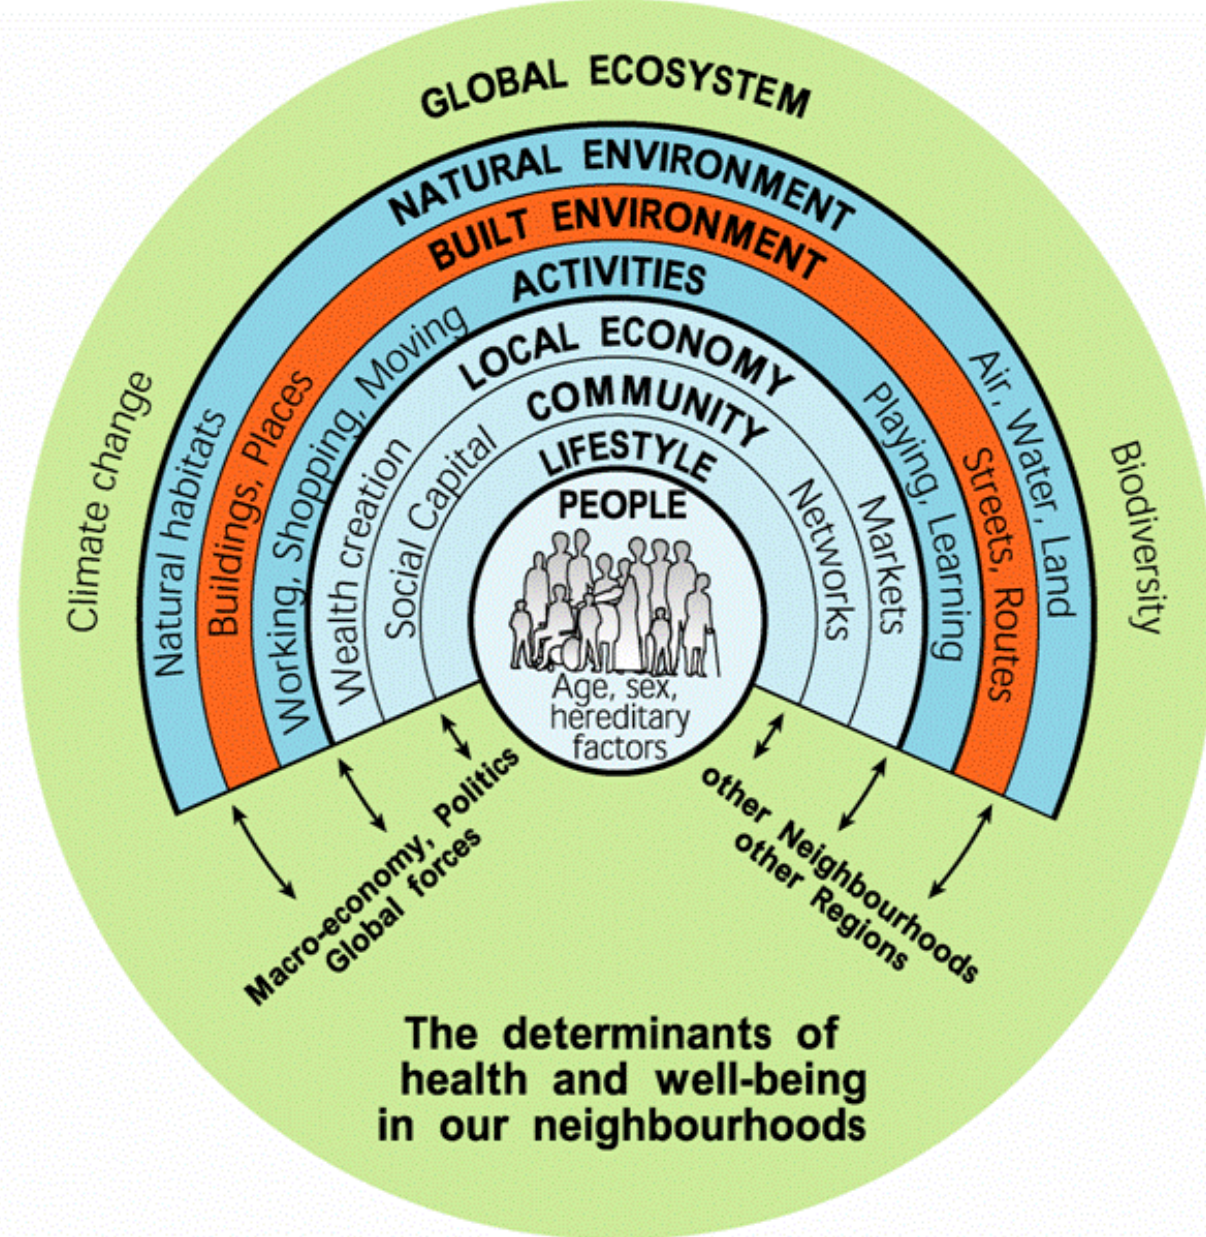 GLOBAL ECOSYSTEM
NATURAL ENVIRONMENT
BUILT ENVIRONMENT
ACTIVITIES
LOCAL ECONOMY
COMMUNITY
LIFESTYLE
PEOPLE
Age, sex,
hereditary
factors
Climate change
Natural habitats
Buildings, Places
Working, Shopping, Moving
Wealth creation
Social Capital
Networks
Markets
Playing, Learning
Streets, Routes
Air, Water, Land
Biodiversity
Macro-economy, Politics
Global forces
other Neighbourhoods
other Regions
The determinants of
health and well-being
in our neighbourhoods